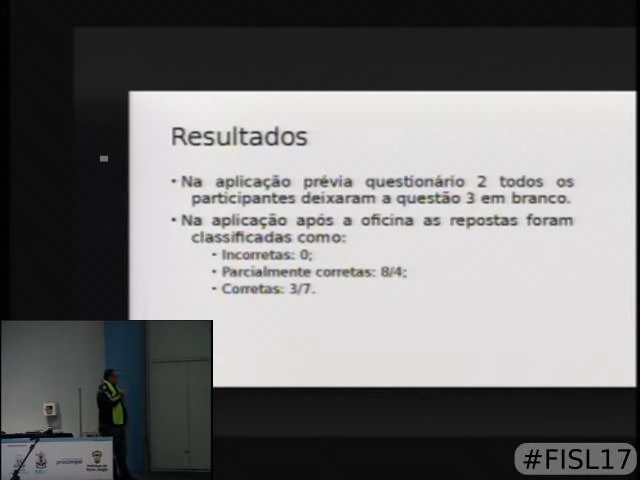 Resultados
• Na aplicação prévia questionário 2 todos os
participantes deixaram a questão 3 em branco.
• Na aplicação após a oficina as repostas foram
classificadas como:
• Incorretas: 0;
• Parcialmente corretas: 8/4;
• Corretas: 3/7.
#FISL17